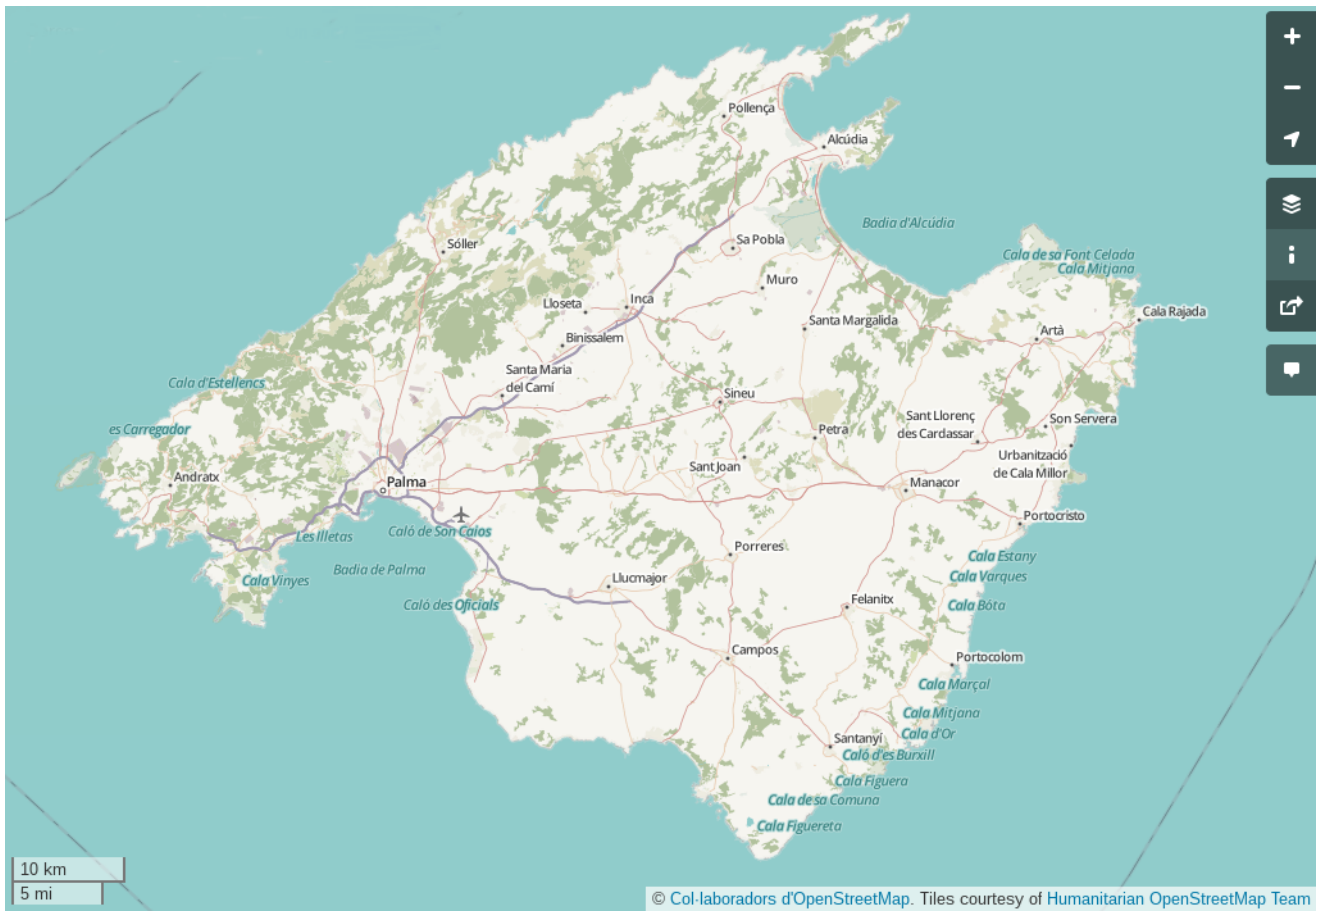 Pollença
Alcúdia
Badia d'Alcúdia
Sa Pobla
Sóller
Cala de sa Font Celada
Cala Mitjana
Muro
Lloseta
Inca
Cala Rajada
Santa Margalida
Artà
Binissalem
Santa Maria
del Camí
Cala d'Estellencs
Sineu
Sant Llorenç
des Cardassar
Son Servera
es Carregador
Petra
Urbanització
de Cala Millor
Sant Joan
Andratx
Palma
Manacor
Portocristo
Caló de Son Caios
Les Illetas
Porreres
Cala Estany
Badia de Palma
Cala Vinyes
Llucmajor
Cala Varques
Caló des Oficials
Felanitx
Cala Bóta
Campos
Portocolom
Cala Marçal
Cala Mitjana
Cala d'Or
Santanyí
Caló d'es Burxill
Cala Figuera
Cala de sa Comuna
Cala Figuereta
10 km
5 mi
© Col·laboradors d'OpenStreetMap. Tiles courtesy of Humanitarian OpenStreetMap Team